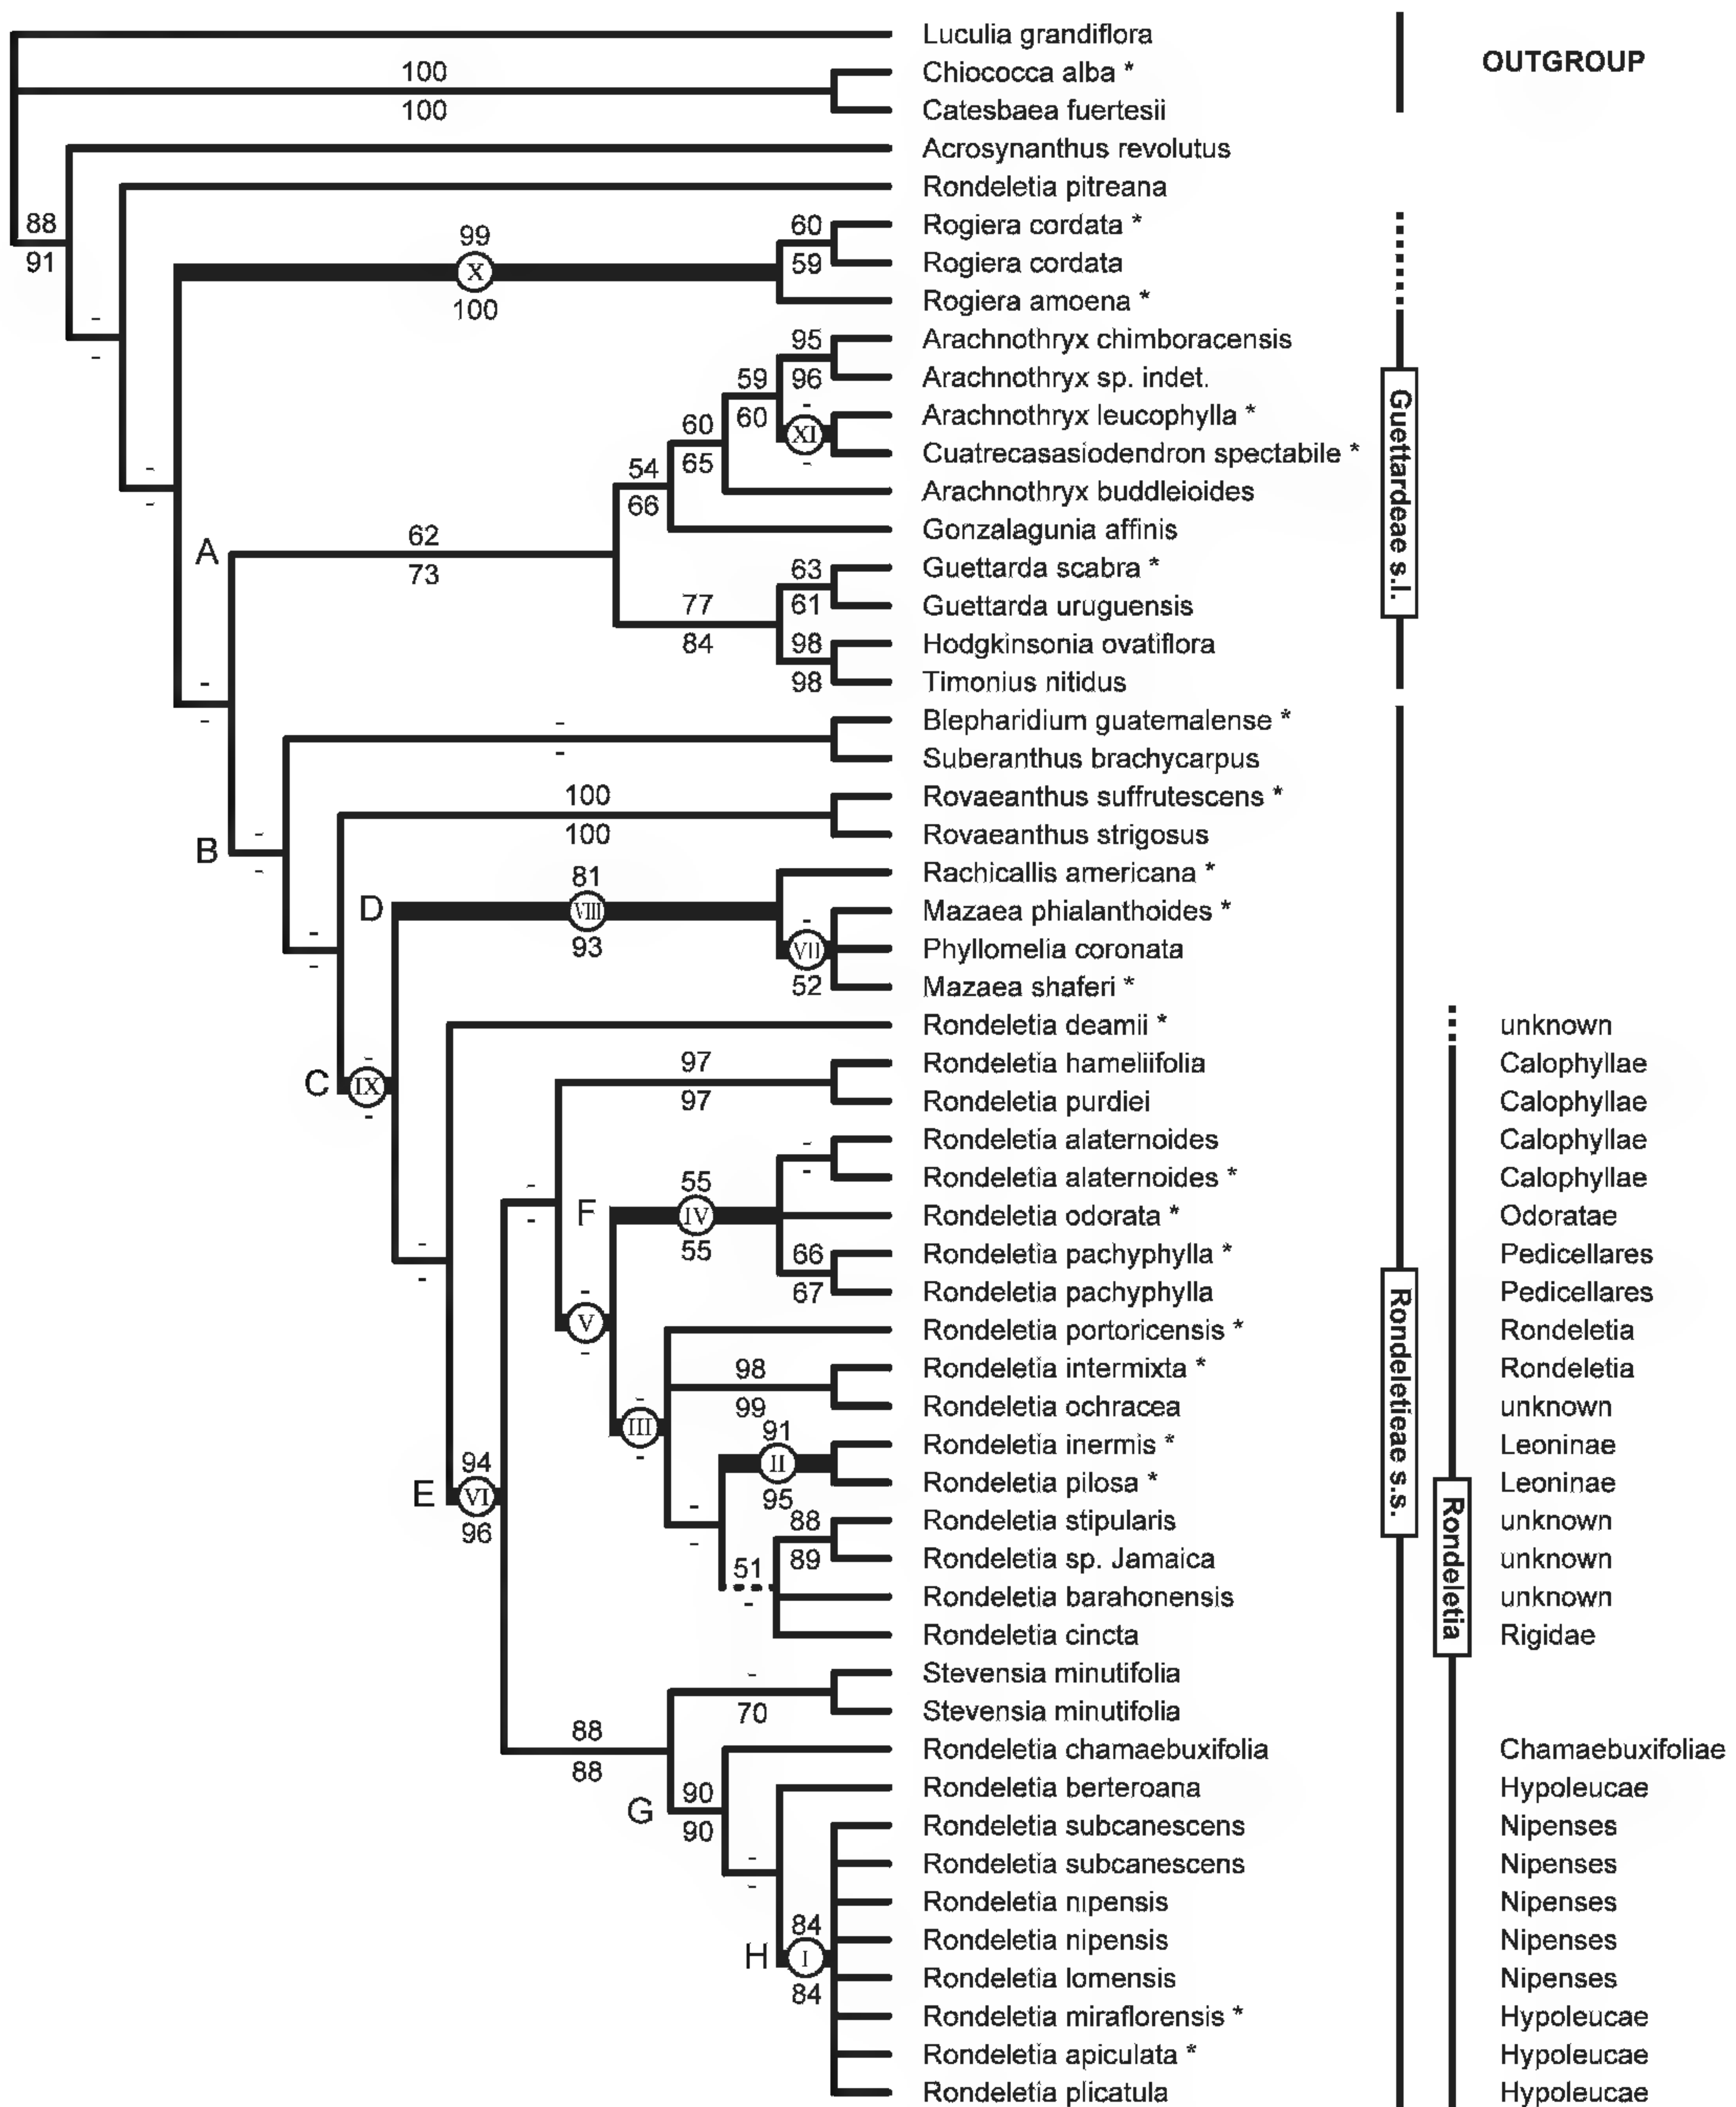 Luculia grandiflora
OUTGROUP
100
Chiococca alba *
100
Catesbaea fuertesii
Acrosynanthus revolutus
Rondeletia pitreana
88
91
-
-
99
X
100
60
59
Rogiera cordata *
Rogiera cordata
Rogiera amoena *
95
96
Arachnothryx chimboracensis
Arachnothryx sp. indet.
59
60
-
XI
-
Arachnothryx leucophylla *
Cuatrecasasiodendron spectabile *
60
65
Arachnothryx buddleioides
54
66
Gonzalagunia affinis
-
-
A
62
73
63
61
Guettarda scabra *
Guettarda uruguensis
77
84
98
98
Hodgkinsonia ovatiflora
Timonius nitidus
Guettardeae s.l.
-
-
-
-
Blepharidium guatemalense *
Suberanthus brachycarpus
100
100
Rovaeanthus suffrutescens *
Rovaeanthus strigosus
B
-
-
81
D
VIII
93
Rachicallis americana *
-
VII
52
Mazaea phialanthoides *
Phyllomelia coronata
Mazaea shaferi *
-
-
Rondeletia deamii *
unknown
-
C
IX
-
97
97
Rondeletia hameliifolia
Calophyllae
Rondeletia purdiei
Calophyllae
-
-
Rondeletia alaternoides
Calophyllae
Rondeletia alaternoides *
Calophyllae
-
-
F
55
IV
55
Rondeletia odorata *
Odoratae
66
67
Rondeletia pachyphylla *
Pedicellares
Rondeletia pachyphylla
Pedicellares
-
-
-
V
-
Rondeletia portoricensis *
Rondeletia
98
99
Rondeletia intermixta *
Rondeletia
Rondeletia ochracea
unknown
-
III
-
91
II
95
Rondeletia inermis *
Leoninae
Rondeletia pilosa *
Leoninae
Rondeletieae s.s.
94
E
VI
96
-
-
88
89
Rondeletia stipularis
unknown
Rondeletia sp. Jamaica
unknown
51
-
Rondeletia barahonensis
unknown
Rondeletia cincta
Rigidae
Rondeletia
-
70
Stevensia minutifolia
Stevensia minutifolia
88
88
Rondeletia chamaebuxifolia
Chamaebuxifoliae
G
90
90
Rondeletia berteroana
Hypoleucae
-
-
Rondeletia subcanescens
Nipenses
Rondeletia subcanescens
Nipenses
Rondeletia nipensis
Nipenses
84
H
I
84
Rondeletia nipensis
Nipenses
Rondeletia lomensis
Nipenses
Rondeletia miraflorensis *
Hypoleucae
Rondeletia apiculata *
Hypoleucae
Rondeletia plicatula
Hypoleucae